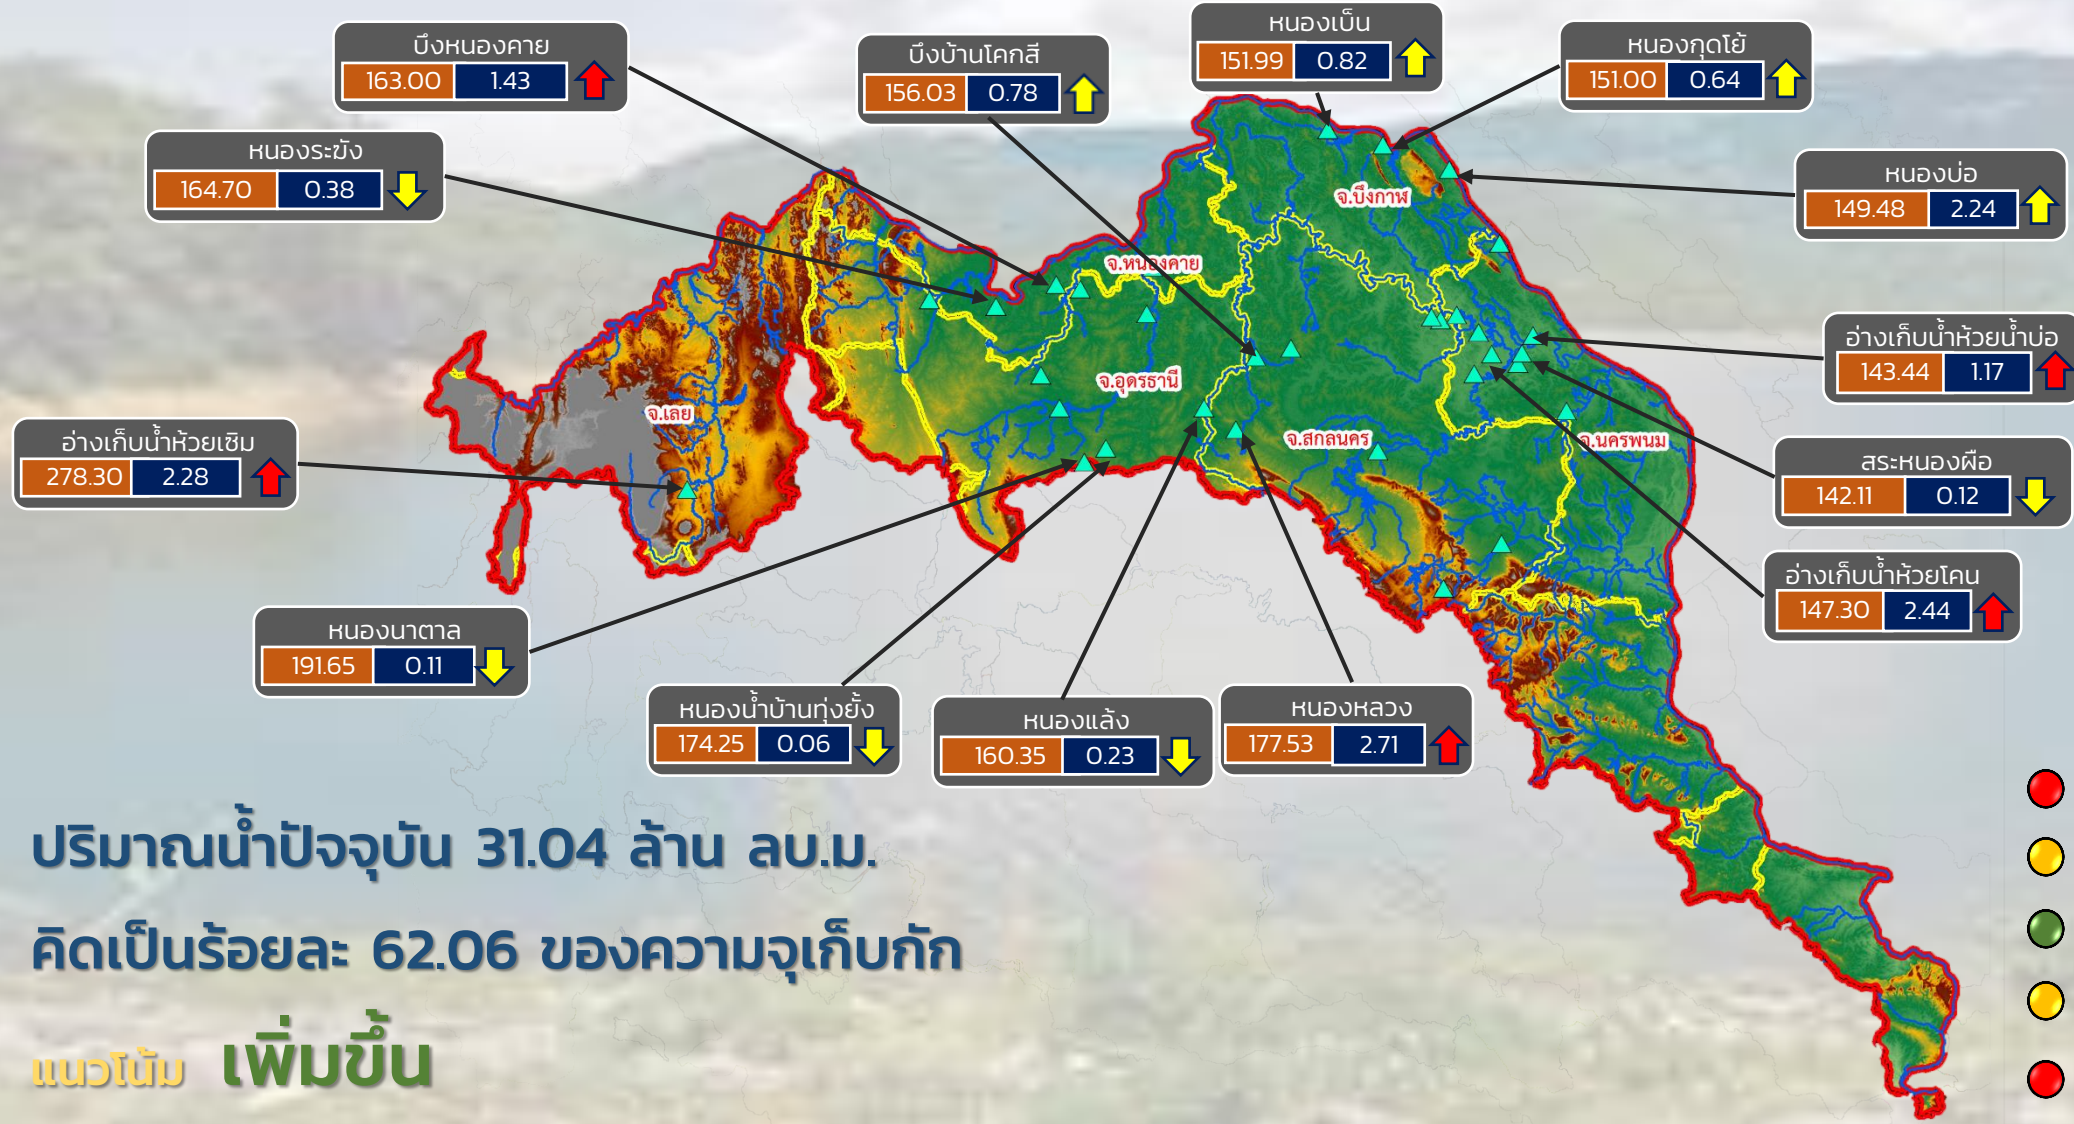 หนองเบ็น
151.99 0.82
บึงหนองคาย
163.00 1.43
บึงบ้านโคกสี
156.03 0.78
หนองกุดโย้
151.00 0.64
หนองระฆัง
164.70 0.38
หนองบ่อ
149.48 2.24
จ.บึงกาฬ
จ.หนองคาย
อ่างเก็บน้ำห้วยน้ำบ่อ
143.44 1.17
จ.อุดรธานี
จ.เลย
จ.สกลนคร
จ.นครพนม
อ่างเก็บน้ำห้วยเซิม
278.30 2.28
สระหนองผือ
142.11 0.12
อ่างเก็บน้ำห้วยโคน
147.30 2.44
หนองนาตาล
191.65 0.11
หนองน้ำบ้านทุ่งยั้ง
174.25 0.06
หนองแล้ง
160.35 0.23
หนองหลวง
177.53 2.71
ปริมาณน้ำปัจจุบัน 31.04 ล้าน ลบ.ม.
คิดเป็นร้อยละ 62.06 ของความจุเก็บกัก
แนวโน้ม เพิ่มขึ้น